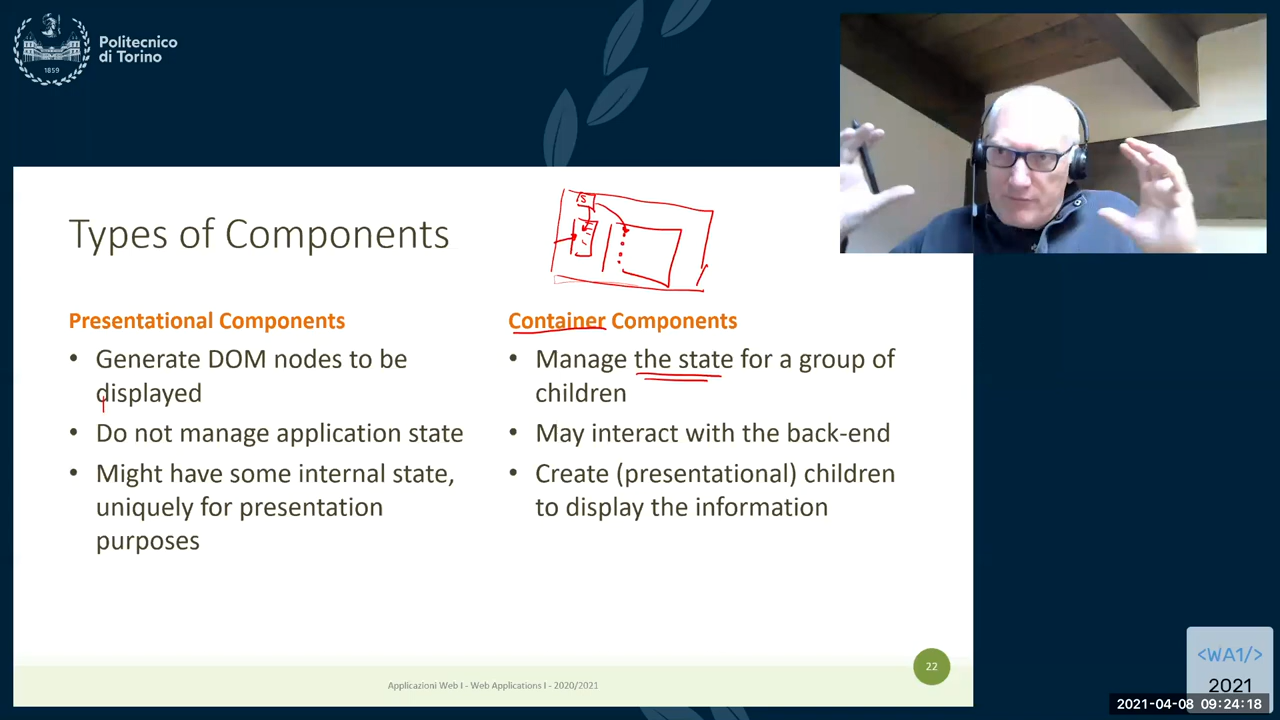 Politecnico
di Torino
1859
Types of Components
S
Presentational Components
• Generate DOM nodes to be
displayed
• Do not manage application state
• Might have some internal state,
uniquely for presentation
purposes
Container Components
• Manage the state for a group of
children
• May interact with the back-end
• Create (presentational) children
to display the information
Applicazioni Web I - Web Applications I - 2020/2021
22
<WA1/>
2021
2021-04-08 09:24:18